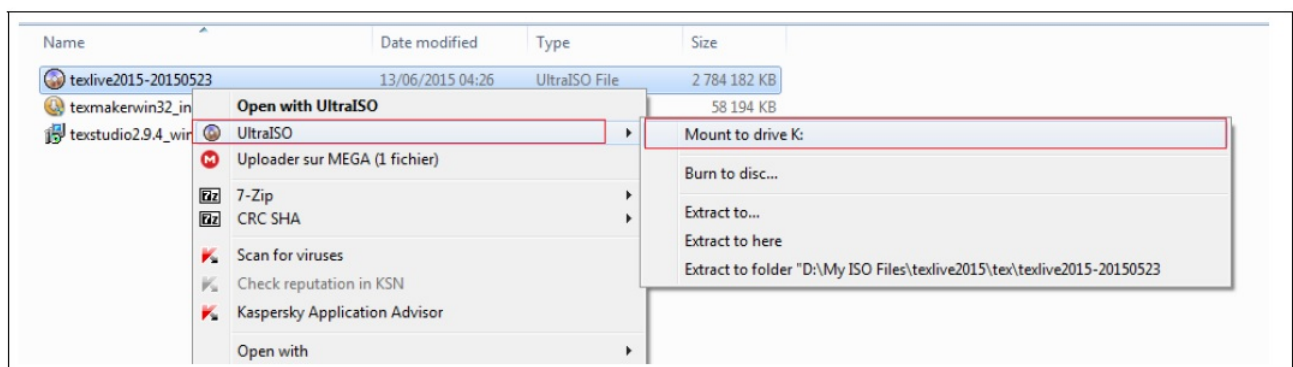 Name Date modified Type Size
texlive2015-20150523 13/06/2015 04:26 UltraISO File 2 784 182 KB
texmakerwin32_in 58 194 KB
texstudio2.9.4_wir
Open with UltraISO
UltraISO
Uploader sur MEGA (1 fichier)
7-Zip
CRC SHA
Scan for viruses
Check reputation in KSN
Kaspersky Application Advisor
Open with
Mount to drive K:
Burn to disc...
Extract to...
Extract to here
Extract to folder "D:\My ISO Files\texlive2015\tex\texlive2015-20150523